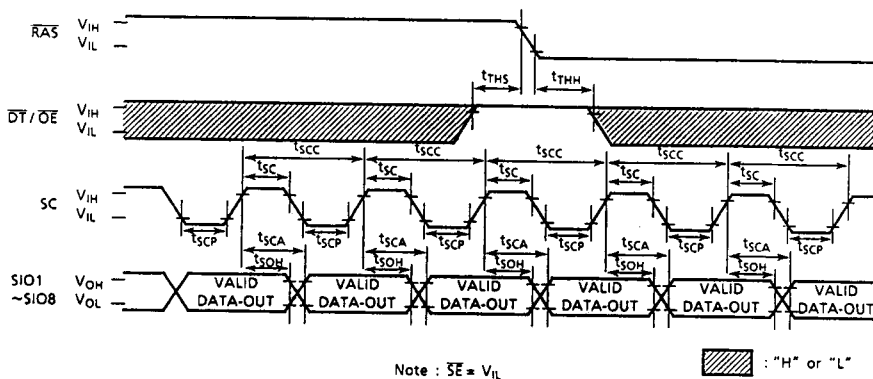 RAS VIH
VIL
tTHS tTHH
DT/OE VIH
VIL
tSCC tSCC tSCC tSCC tSCC
tSC tSC tSC tSC tSC
SC VIH
VIL
tSCP tSCP tSCP tSCP tSCP
tSCA tSCA tSCA tSCA tSCA
tSOH tSOH tSOH tSOH tSOH
SIO1 VOH VALID VALID VALID VALID VALID VALID
~SIO8 VOL DATA-OUT DATA-OUT DATA-OUT DATA-OUT DATA-OUT DATA-OUT
Note : SE = VIL
: "H" or "L"